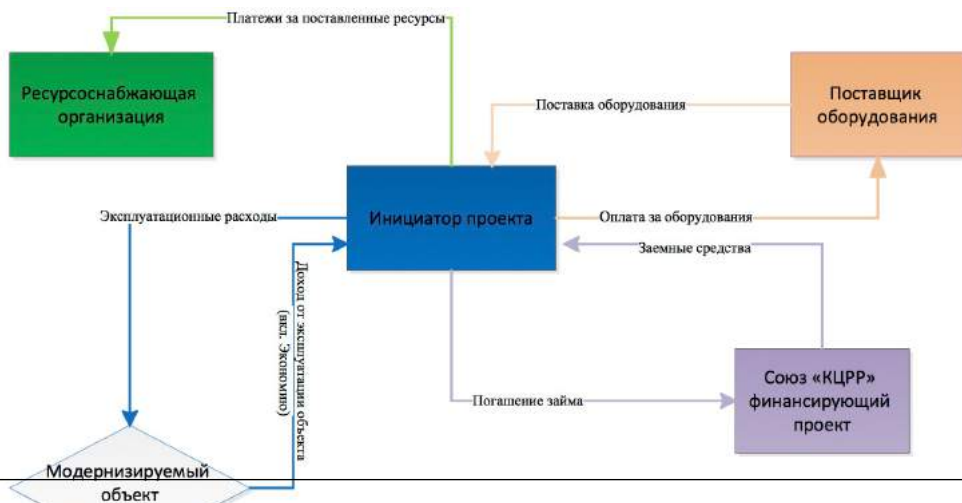 Платежи за поставленные ресурсы
Ресурсоснабжающая
организация
Поставщик
оборудования
Поставка оборудования
Инициатор проекта
Эксплуатационные расходы
Оплата за оборудования
Заемные средства
Доход от эксплуатации объекта
(вкл. Экономию)
Союз «КЦРР»
финансирующий
проект
Погашение займа
Модернизируемый
объект